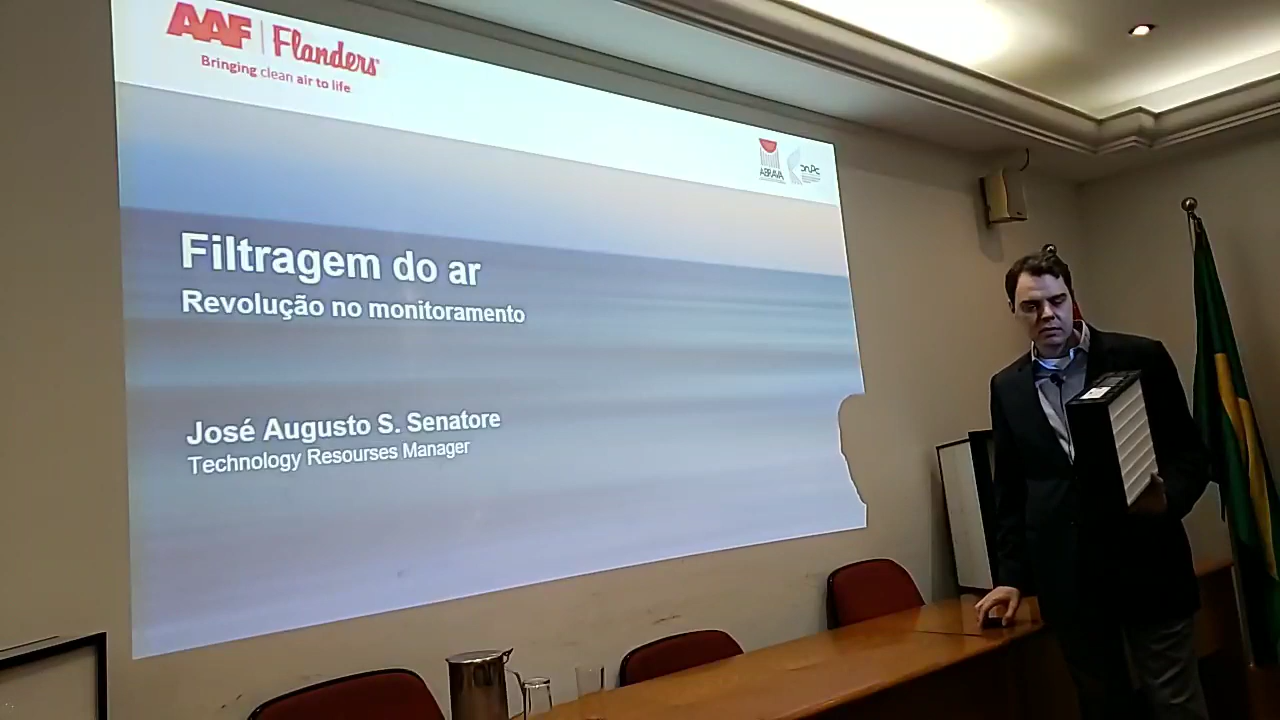 AAF | Flanders
Bringing clean air to life
ABRAVA
Filtragem do ar
Revolução no monitoramento
José Augusto S. Senatore
Technology Resourses Manager